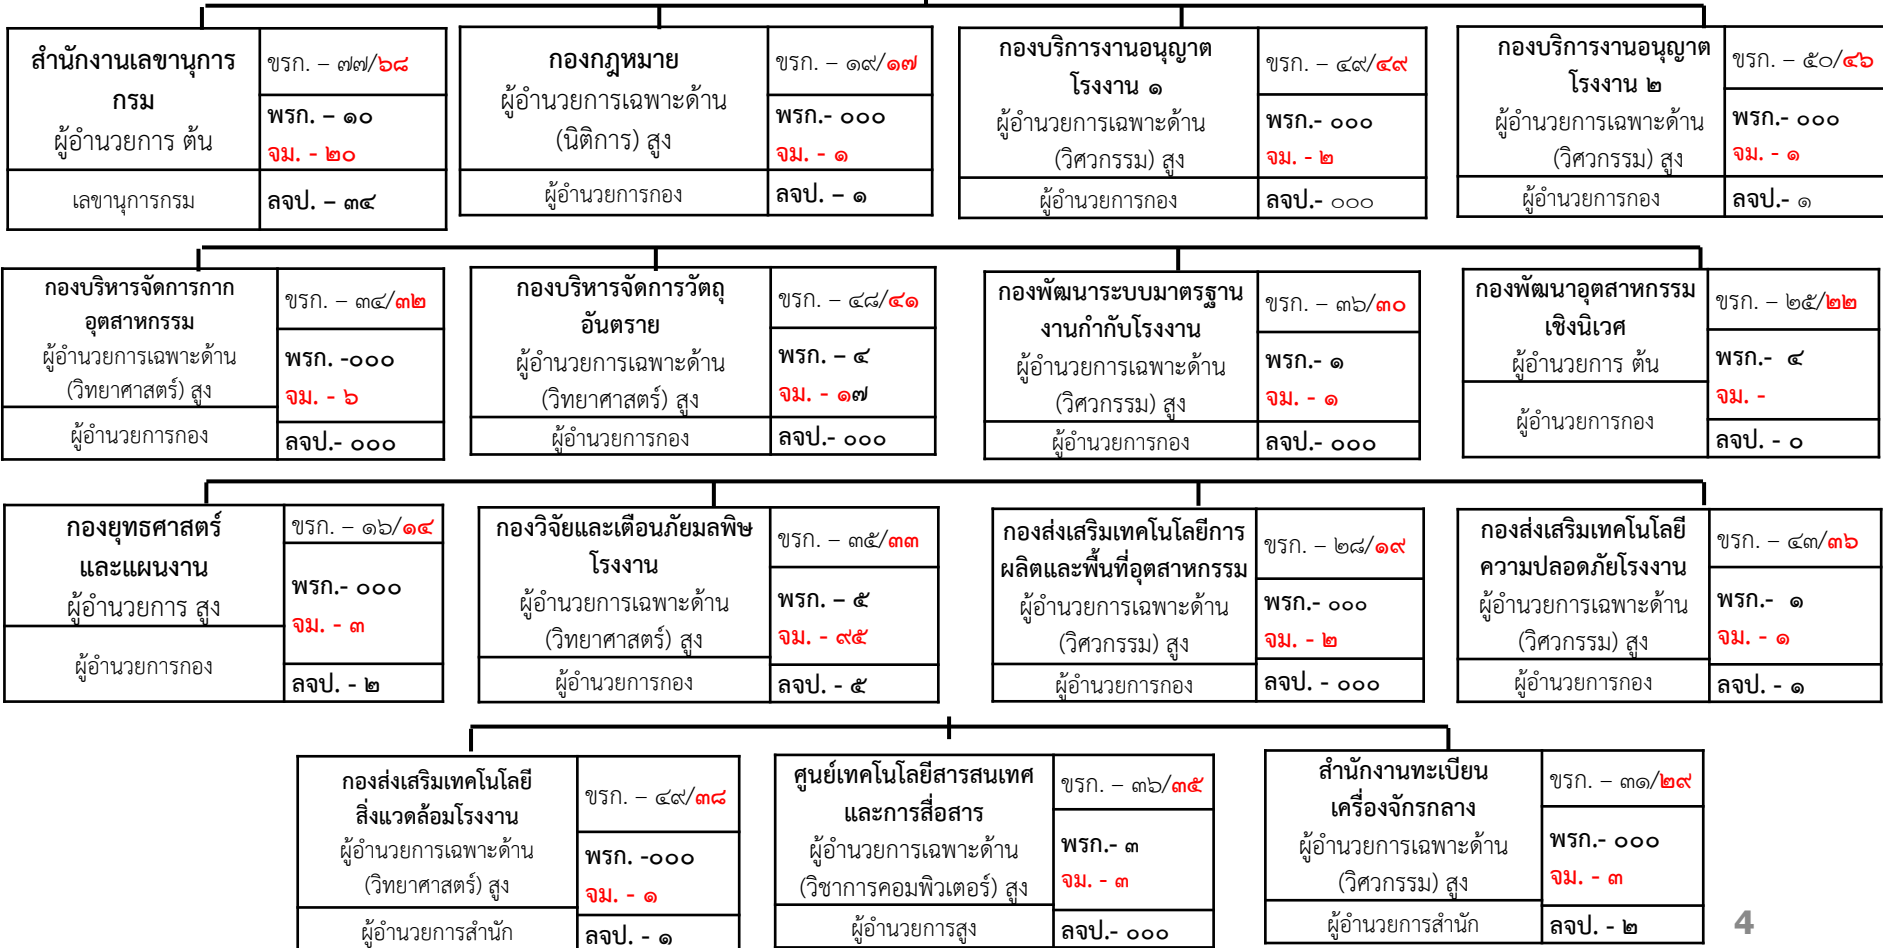 สำนักงานเลขานุการ
กรม
ผู้อำนวยการ ต้น
เลขานุการกรม
ขรก. – ๗๗/๖๘
พรก. – ๑๐
จม. - ๒๐
ลจป. – ๓๔
กองกฎหมาย
ผู้อำนวยการเฉพาะด้าน
(นิติการ) สูง
ผู้อำนวยการกอง
ขรก. – ๑๙/๑๗
พรก.- ๐๐๐
จม. - ๑
ลจป. – ๑
กองบริการงานอนุญาต
โรงงาน ๑
ผู้อำนวยการเฉพาะด้าน
(วิศวกรรม) สูง
ผู้อำนวยการกอง
ขรก. – ๔๙/๔๙
พรก.- ๐๐๐
จม. - ๒
ลจป.- ๐๐๐
กองบริการงานอนุญาต
โรงงาน ๒
ผู้อำนวยการเฉพาะด้าน
(วิศวกรรม) สูง
ผู้อำนวยการกอง
ขรก. – ๕๐/๔๖
พรก.- ๐๐๐
จม. - ๑
ลจป.- ๑
กองบริหารจัดการกาก
อุตสาหกรรม
ผู้อำนวยการเฉพาะด้าน
(วิทยาศาสตร์) สูง
ผู้อำนวยการกอง
ขรก. – ๓๔/๓๒
พรก. -๐๐๐
จม. - ๖
ลจป.- ๐๐๐
กองบริหารจัดการวัตถุ
อันตราย
ผู้อำนวยการเฉพาะด้าน
(วิทยาศาสตร์) สูง
ผู้อำนวยการกอง
ขรก. – ๔๘/๔๑
พรก. – ๔
จม. - ๑๗
ลจป.- ๐๐๐
กองพัฒนาระบบมาตรฐาน
งานกำกับโรงงาน
ผู้อำนวยการเฉพาะด้าน
(วิศวกรรม) สูง
ผู้อำนวยการกอง
ขรก. – ๓๖/๓๐
พรก.- ๑
จม. - ๑
ลจป.- ๐๐๐
กองพัฒนาอุตสาหกรรม
เชิงนิเวศ
ผู้อำนวยการ ต้น
ผู้อำนวยการกอง
ขรก. – ๒๕/๒๒
พรก.- ๔
จม. -
ลจป. - ๐
กองยุทธศาสตร์
และแผนงาน
ผู้อำนวยการ สูง
ผู้อำนวยการกอง
ขรก. – ๑๖/๑๔
พรก.- ๐๐๐
จม. - ๓
ลจป. - ๒
กองวิจัยและเตือนภัยมลพิษ
โรงงาน
ผู้อำนวยการเฉพาะด้าน
(วิทยาศาสตร์) สูง
ผู้อำนวยการกอง
ขรก. – ๓๕/๓๓
พรก. – ๕
จม. - ๙๕
ลจป. - ๕
กองส่งเสริมเทคโนโลยีการ
ผลิตและพื้นที่อุตสาหกรรม
ผู้อำนวยการเฉพาะด้าน
(วิศวกรรม) สูง
ผู้อำนวยการกอง
ขรก. – ๒๘/๑๙
พรก.- ๐๐๐
จม. - ๒
ลจป. - ๐๐๐
กองส่งเสริมเทคโนโลยี
ความปลอดภัยโรงงาน
ผู้อำนวยการเฉพาะด้าน
(วิศวกรรม) สูง
ผู้อำนวยการกอง
ขรก. – ๔๓/๓๖
พรก.- ๑
จม. - ๑
ลจป. - ๑
กองส่งเสริมเทคโนโลยี
สิ่งแวดล้อมโรงงาน
ผู้อำนวยการเฉพาะด้าน
(วิทยาศาสตร์) สูง
ผู้อำนวยการสำนัก
ขรก. – ๔๙/๓๘
พรก. -๐๐๐
จม. - ๑
ลจป. - ๑
ศูนย์เทคโนโลยีสารสนเทศ
และการสื่อสาร
ผู้อำนวยการเฉพาะด้าน
(วิชาการคอมพิวเตอร์) สูง
ผู้อำนวยการสูง
ขรก. – ๓๖/๓๕
พรก.- ๓
จม. - ๓
ลจป.- ๐๐๐
สำนักงานทะเบียน
เครื่องจักรกลาง
ผู้อำนวยการเฉพาะด้าน
(วิศวกรรม) สูง
ผู้อำนวยการสำนัก
ขรก. – ๓๑/๒๙
พรก.- ๐๐๐
จม. - ๓
ลจป. - ๒
4